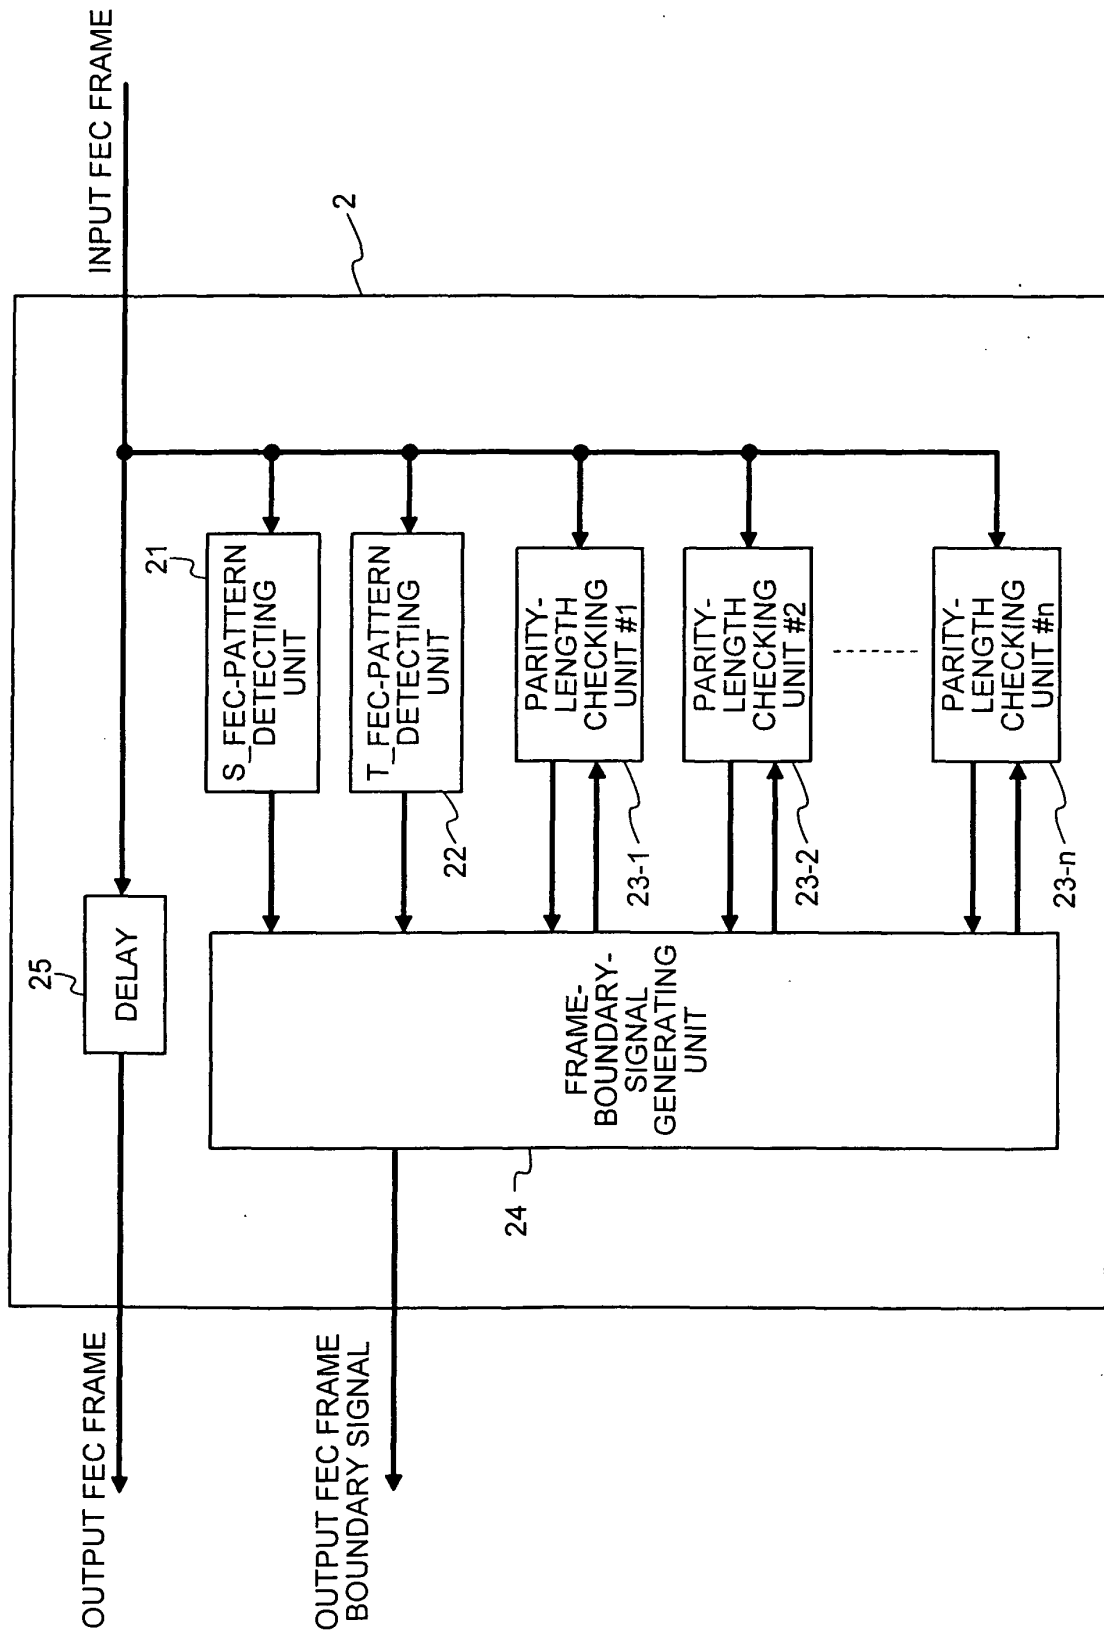 INPUT FEC FRAME
2
21
S_FEC-PATTERN
DETECTING
UNIT
T_FEC-PATTERN
DETECTING
UNIT
22
PARITY-
LENGTH
CHECKING
UNIT #1
23-1
PARITY-
LENGTH
CHECKING
UNIT #2
23-2
PARITY-
LENGTH
CHECKING
UNIT #n
23-n
25
DELAY
FRAME-
BOUNDARY-
SIGNAL
GENERATING
UNIT
24
OUTPUT FEC FRAME
OUTPUT FEC FRAME
BOUNDARY SIGNAL